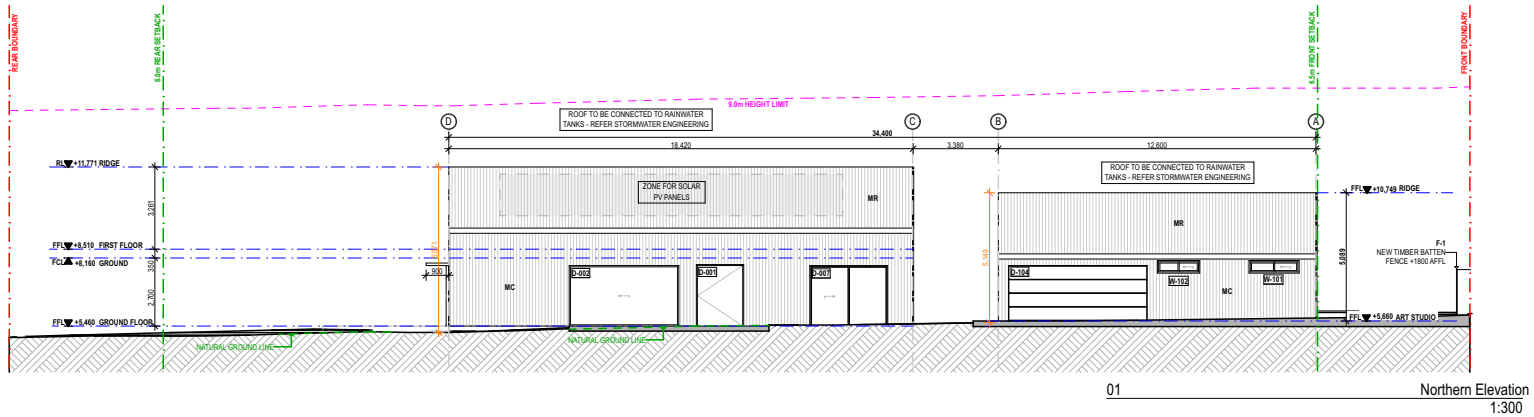 REAR BOUNDARY
6.0m REAR SETBACK
6.5m FRONT SETBACK
FRONT BOUNDARY
9.0m HEIGHT LIMIT
ROOF TO BE CONNECTED TO RAINWATER
TANKS - REFER STORMWATER ENGINEERING
D
C
B
A
34,400
18,420
3,380
12,600
RL +11,771 RIDGE
ZONE FOR SOLAR
PV PANELS
MR
ROOF TO BE CONNECTED TO RAINWATER
TANKS - REFER STORMWATER ENGINEERING
FFL +10,749 RIDGE
MR
3,261
FFL +8,510 FIRST FLOOR
350
FCL +8,160 GROUND
900
2,700
MC
D-002
D-001
D-007
5,149
D-104
W-102
W-101
MC
5,089
F-1
NEW TIMBER BATTEN
FENCE +1800 AFFL
FFL +5,460 GROUND FLOOR
FFL +5,660 ART STUDIO
NATURAL GROUND LINE
NATURAL GROUND LINE
01 Northern Elevation
1:300